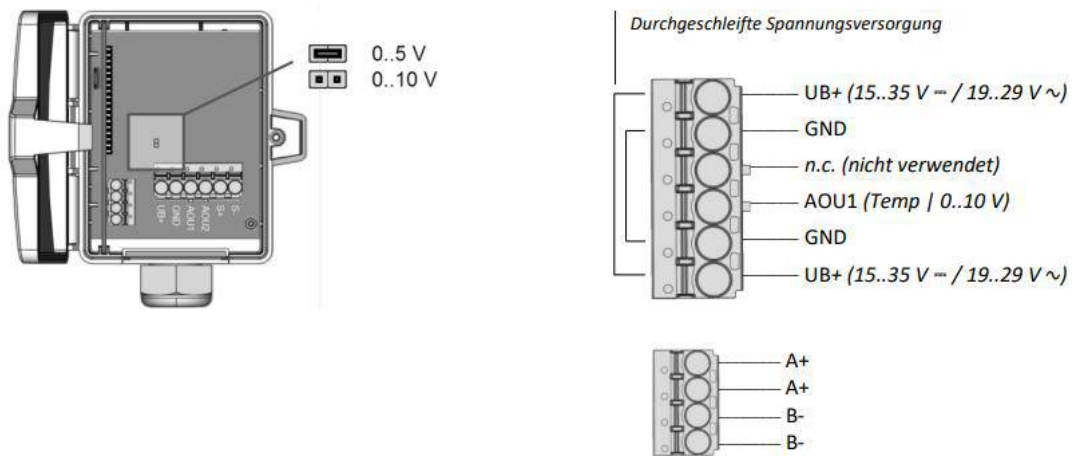 0..5 V
0..10 V
UB+
GND
AOU1
AOU2
S+
S-
Durchgeschleifte Spannungsversorgung
UB+ (15..35 V ⎓ / 19..29 V ~)
GND
n.c. (nicht verwendet)
AOU1 (Temp | 0..10 V)
GND
UB+ (15..35 V ⎓ / 19..29 V ~)
A+
A+
B-
B-